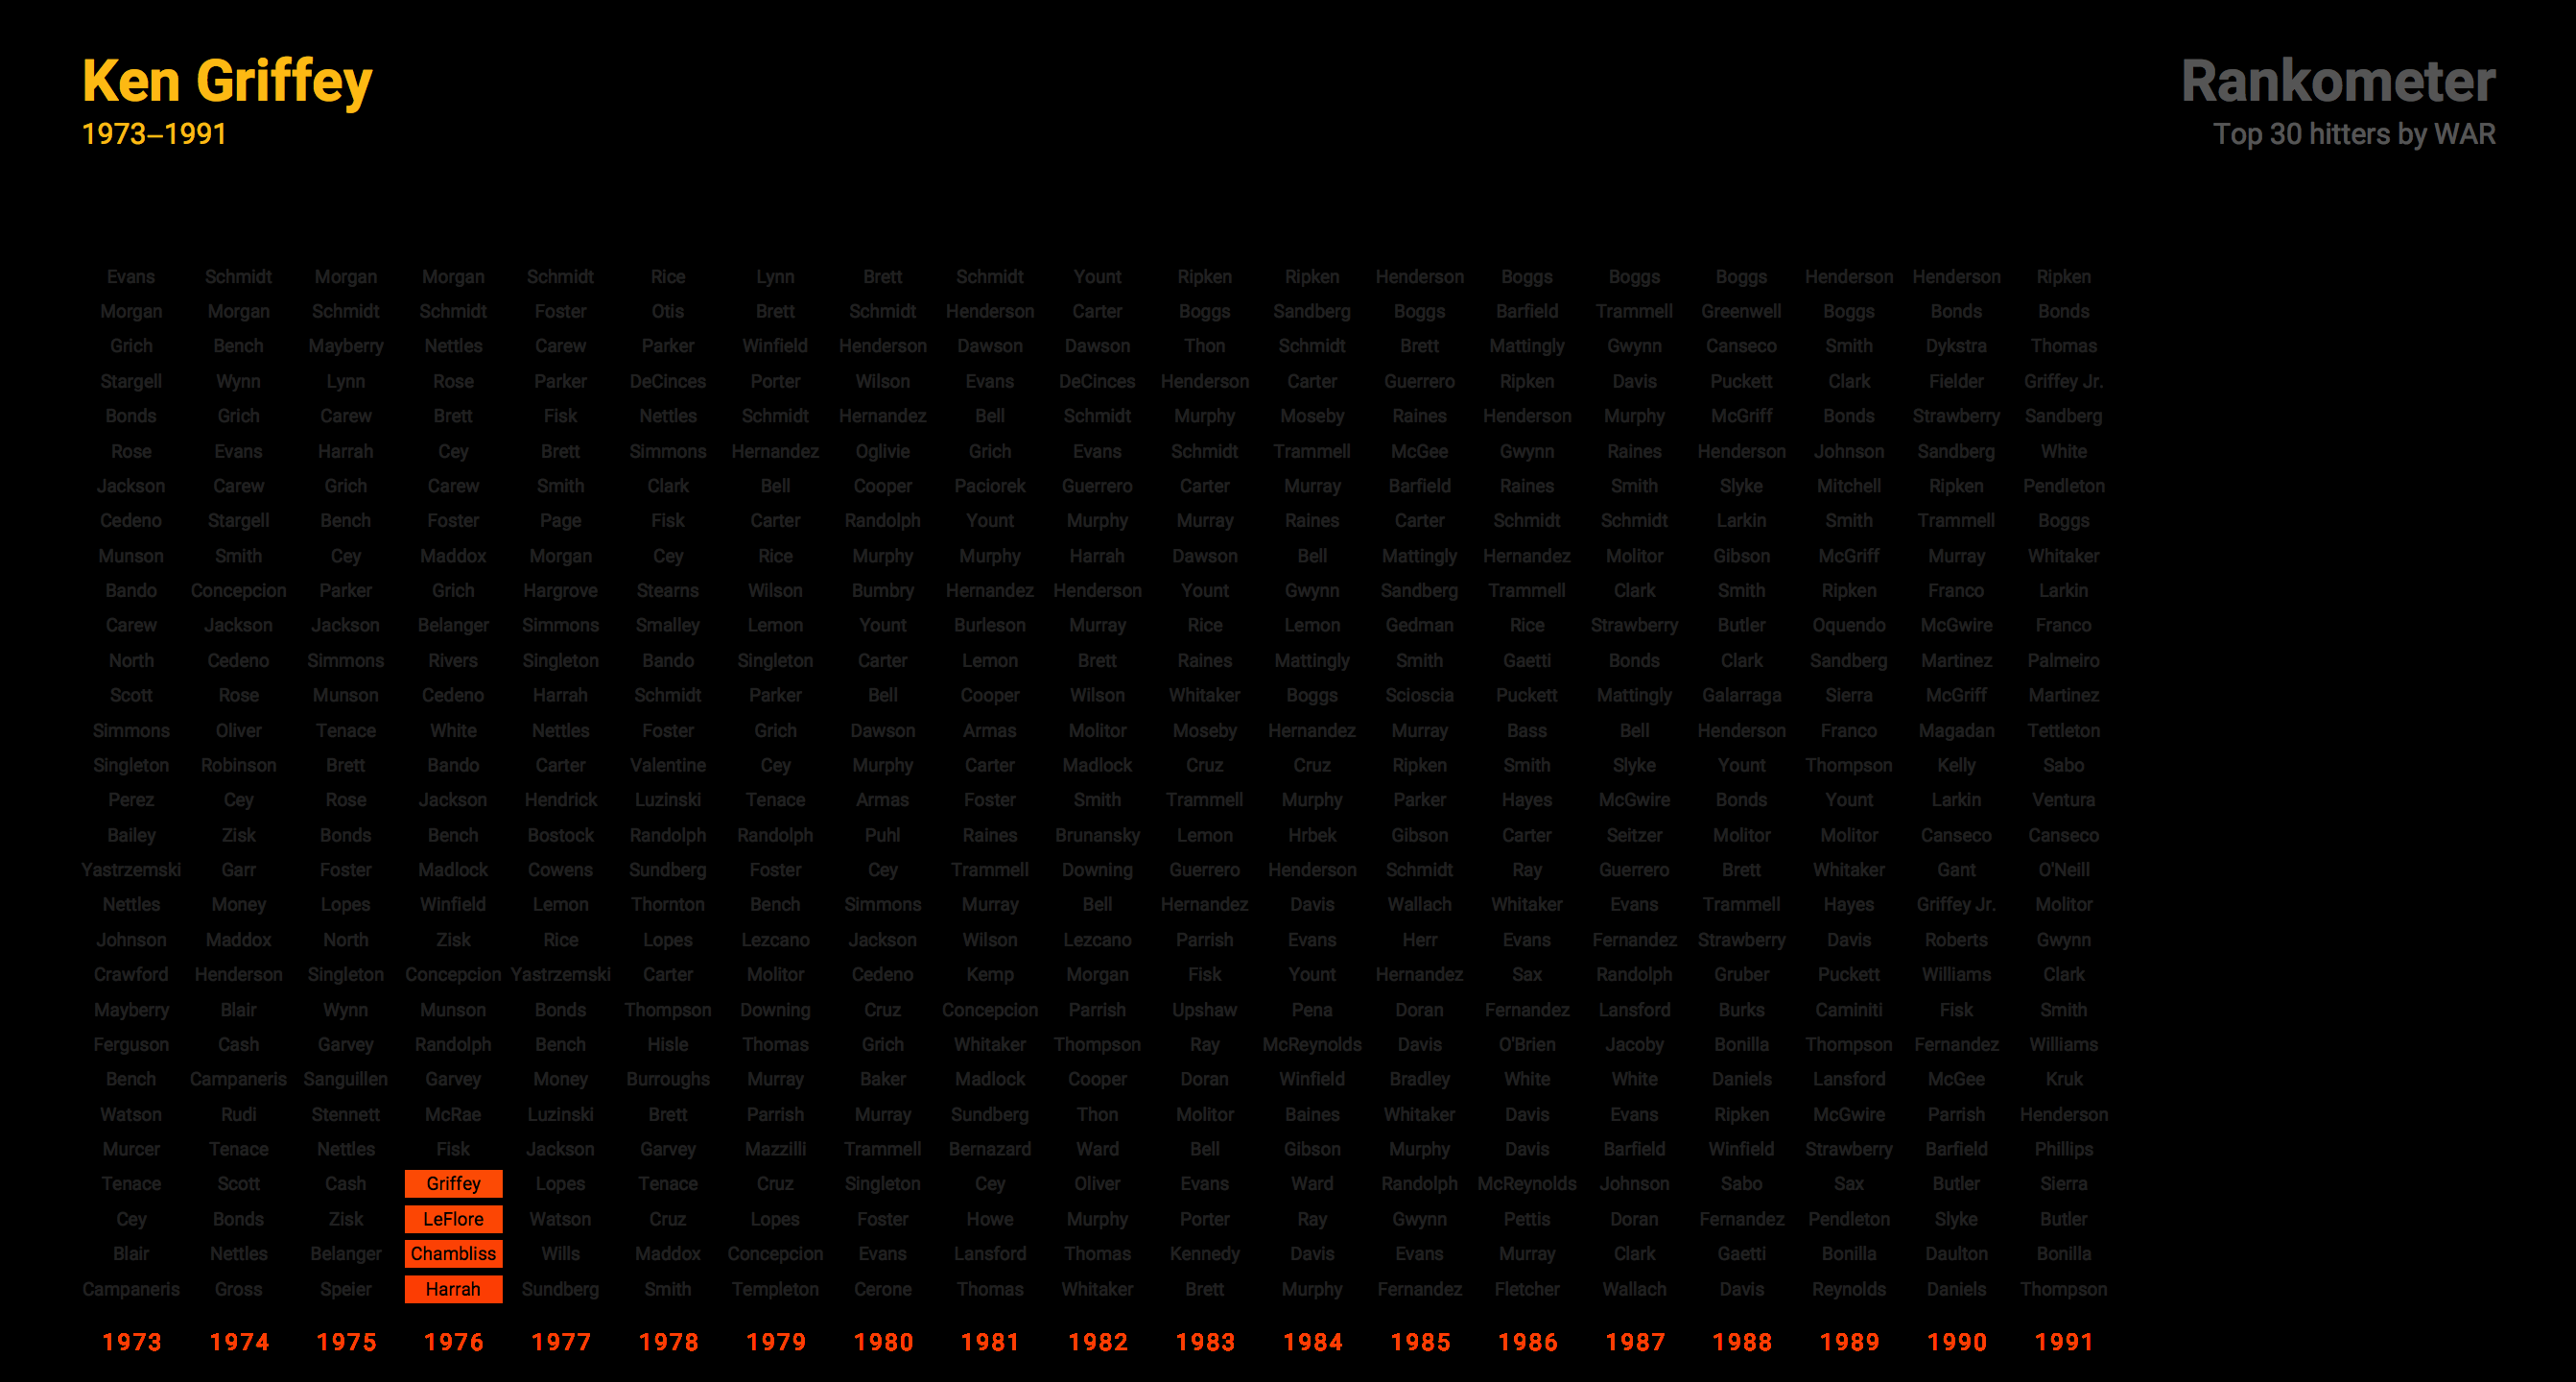 Ken Griffey
1973–1991
Rankometer
Top 30 hitters by WAR
Evans Schmidt Morgan Morgan Schmidt Rice Lynn Brett Schmidt Yount Ripken Ripken Henderson Boggs Boggs Boggs Henderson Henderson Ripken
Morgan Morgan Schmidt Schmidt Foster Otis Brett Schmidt Henderson Carter Boggs Sandberg Boggs Barfield Trammell Greenwell Boggs Bonds Bonds
Grich Bench Mayberry Nettles Carew Parker Winfield Henderson Dawson Dawson Thon Schmidt Brett Mattingly Gwynn Canseco Smith Dykstra Thomas
Stargell Wynn Lynn Rose Parker DeCinces Porter Wilson Evans DeCinces Henderson Carter Guerrero Ripken Davis Puckett Clark Fielder Griffey Jr.
Bonds Grich Carew Brett Fisk Nettles Schmidt Hernandez Bell Schmidt Murphy Moseby Raines Henderson Murphy McGriff Bonds Strawberry Sandberg
Rose Evans Harrah Cey Brett Simmons Hernandez Oglivie Grich Evans Schmidt Trammell McGee Gwynn Raines Henderson Johnson Sandberg White
Jackson Carew Grich Carew Smith Clark Bell Cooper Paciorek Guerrero Carter Murray Barfield Raines Smith Slyke Mitchell Ripken Pendleton
Cedeno Stargell Bench Foster Page Fisk Carter Randolph Yount Murphy Murray Raines Carter Schmidt Schmidt Larkin Smith Trammell Boggs
Munson Smith Cey Maddox Morgan Cey Rice Murphy Murphy Harrah Dawson Bell Mattingly Hernandez Molitor Gibson McGriff Murray Whitaker
Bando Concepcion Parker Grich Hargrove Stearns Wilson Bumbry Hernandez Henderson Yount Gwynn Sandberg Trammell Clark Smith Ripken Franco Larkin
Carew Jackson Jackson Belanger Simmons Smalley Lemon Yount Burleson Murray Rice Lemon Gedman Rice Strawberry Butler Oquendo McGwire Franco
North Cedeno Simmons Rivers Singleton Bando Singleton Carter Lemon Brett Raines Mattingly Smith Gaetti Bonds Clark Sandberg Martinez Palmeiro
Scott Rose Munson Cedeno Harrah Schmidt Parker Bell Cooper Wilson Whitaker Boggs Scioscia Puckett Mattingly Galarraga Sierra McGriff Martinez
Simmons Oliver Tenace White Nettles Foster Grich Dawson Armas Molitor Moseby Hernandez Murray Bass Bell Henderson Franco Magadan Tettleton
Singleton Robinson Brett Bando Carter Valentine Cey Murphy Carter Madlock Cruz Cruz Ripken Smith Slyke Yount Thompson Kelly Sabo
Perez Cey Rose Jackson Hendrick Luzinski Tenace Armas Foster Smith Trammell Murphy Parker Hayes McGwire Bonds Yount Larkin Ventura
Bailey Zisk Bonds Bench Bostock Randolph Randolph Puhl Raines Brunansky Lemon Hrbek Gibson Carter Seitzer Molitor Molitor Canseco Canseco
Yastrzemski Garr Foster Madlock Cowens Sundberg Foster Cey Trammell Downing Guerrero Henderson Schmidt Ray Guerrero Brett Whitaker Gant O'Neill
Nettles Money Lopes Winfield Lemon Thornton Bench Simmons Murray Bell Hernandez Davis Wallach Whitaker Evans Trammell Hayes Griffey Jr. Molitor
Johnson Maddox North Zisk Rice Lopes Lezcano Jackson Wilson Lezcano Parrish Evans Herr Evans Fernandez Strawberry Davis Roberts Gwynn
Crawford Henderson Singleton Concepcion Yastrzemski Carter Molitor Cedeno Kemp Morgan Fisk Yount Hernandez Sax Randolph Gruber Puckett Williams Clark
Mayberry Blair Wynn Munson Bonds Thompson Downing Cruz Concepcion Parrish Upshaw Pena Doran Fernandez Lansford Burks Caminiti Fisk Smith
Ferguson Cash Garvey Randolph Bench Hisle Thomas Grich Whitaker Thompson Ray McReynolds Davis O'Brien Jacoby Bonilla Thompson Fernandez Williams
Bench Campaneris Sanguillen Garvey Money Burroughs Murray Baker Madlock Cooper Doran Winfield Bradley White White Daniels Lansford McGee Kruk
Watson Rudi Stennett McRae Luzinski Brett Parrish Murray Sundberg Thon Molitor Baines Whitaker Davis Evans Ripken McGwire Parrish Henderson
Murcer Tenace Nettles Fisk Jackson Garvey Mazzilli Trammell Bernazard Ward Bell Gibson Murphy Davis Barfield Winfield Strawberry Barfield Phillips
Tenace Scott Cash Griffey Lopes Tenace Cruz Singleton Cey Oliver Evans Ward Randolph McReynolds Johnson Sabo Sax Butler Sierra
Cey Bonds Zisk LeFlore Watson Cruz Lopes Foster Howe Murphy Porter Ray Gwynn Pettis Doran Fernandez Pendleton Slyke Butler
Blair Nettles Belanger Chambliss Wills Maddox Concepcion Evans Lansford Thomas Kennedy Davis Evans Murray Clark Gaetti Bonilla Daulton Bonilla
Campaneris Gross Speier Harrah Sundberg Smith Templeton Cerone Thomas Whitaker Brett Murphy Fernandez Fletcher Wallach Davis Reynolds Daniels Thompson
1973 1974 1975 1976 1977 1978 1979 1980 1981 1982 1983 1984 1985 1986 1987 1988 1989 1990 1991